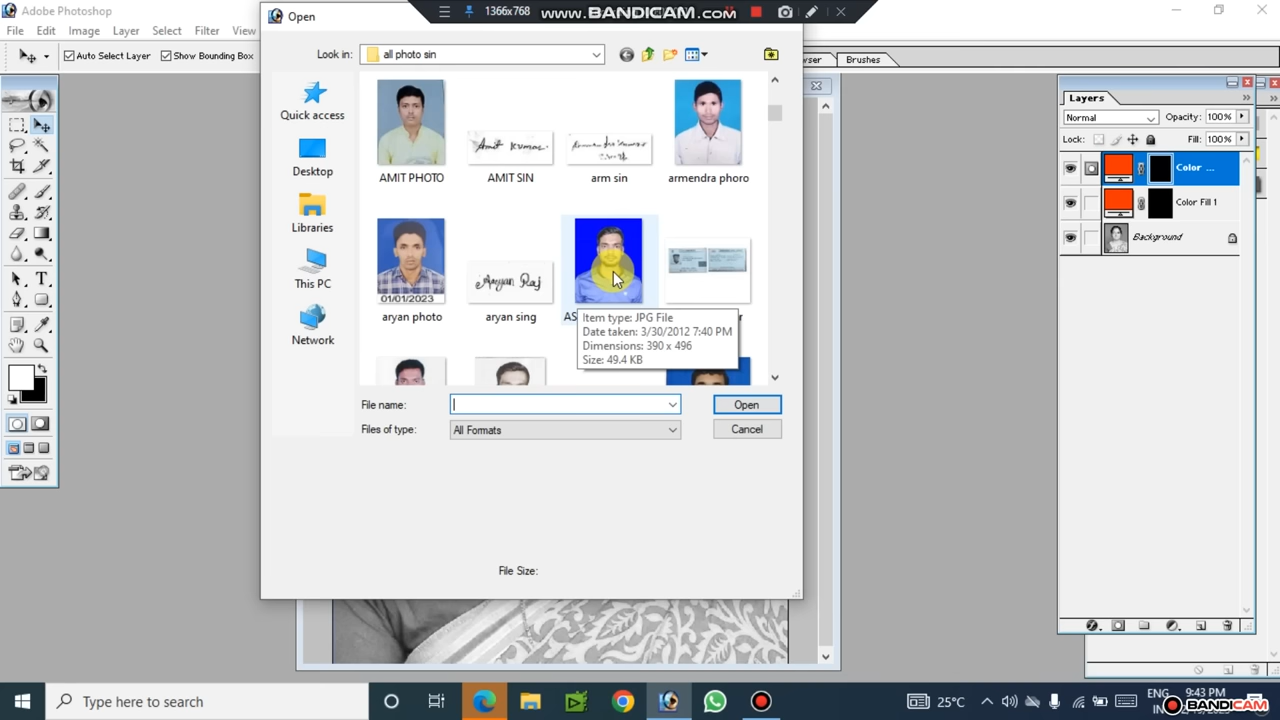 Adobe Photoshop
File Edit Image Layer Select Filter View
Auto Select Layer Show Bounding Box
Open
1366x768 www.BANDICAM.com
Look in: all photo sin
Brushes
Quick access
Desktop
Libraries
This PC
Network
AMIT PHOTO AMIT SIN arm sin armendra phoro
Amit Kumar
Aryan Raj
01/01/2023
aryan photo aryan sing
Item type: JPG File
Date taken: 3/30/2012 7:40 PM
Dimensions: 390 x 496
Size: 49.4 KB
File name: Open
Files of type: All Formats Cancel
File Size:
Layers
Normal Opacity: 100%
Lock: Fill: 100%
Color ...
Color Fill 1
Background
Type here to search
25°C
ENG 9:43 PM
BANDICAM